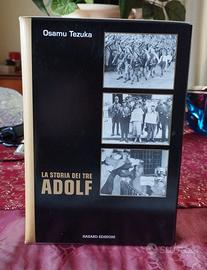 Osamu Tezuka
LA STORIA DEI TRE
ADOLF
HAZARD EDIZIONI